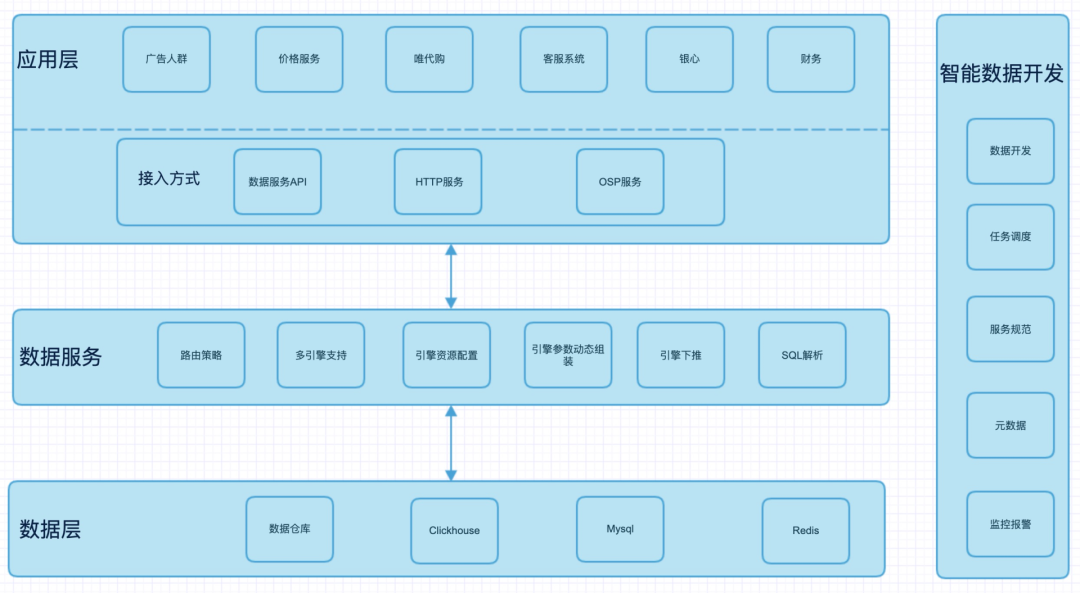 应用层
广告人群
价格服务
唯代购
客服系统
银心
财务
接入方式
数据服务API
HTTP服务
OSP服务
数据服务
路由策略
多引擎支持
引擎资源配置
引擎参数动态组
装
引擎下推
SQL解析
数据层
数据仓库
Clickhouse
Mysql
Redis
智能数据开发
数据开发
任务调度
服务规范
元数据
监控报警